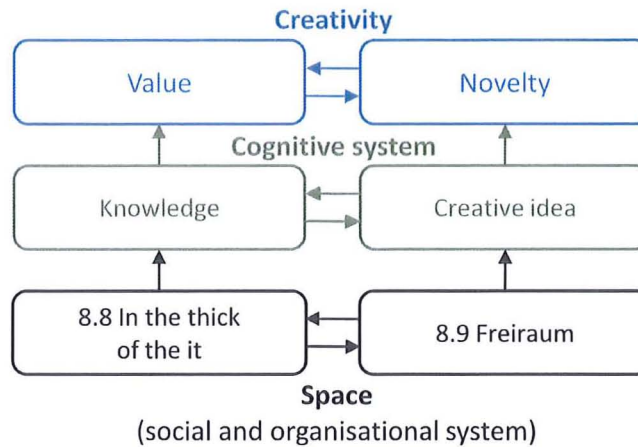 Creativity
Value
Novelty
Cognitive system
Knowledge
Creative idea
8.8 In the thick
of the it
8.9 Freiraum
Space
(social and organisational system)